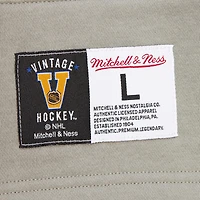 VINTAGE
V
HOCKEY™
© NHL
Mitchell & Ness
Mitchell & Ness
L
MITCHELL & NESS NOSTALGIA CO.
AUTHENTIC LICENSED APPAREL
DESIGNED IN PHILADELPHIA, PA.
ESTABLISHED 1904
AUTHENTIC.PREMIUM.LEGENDARY.